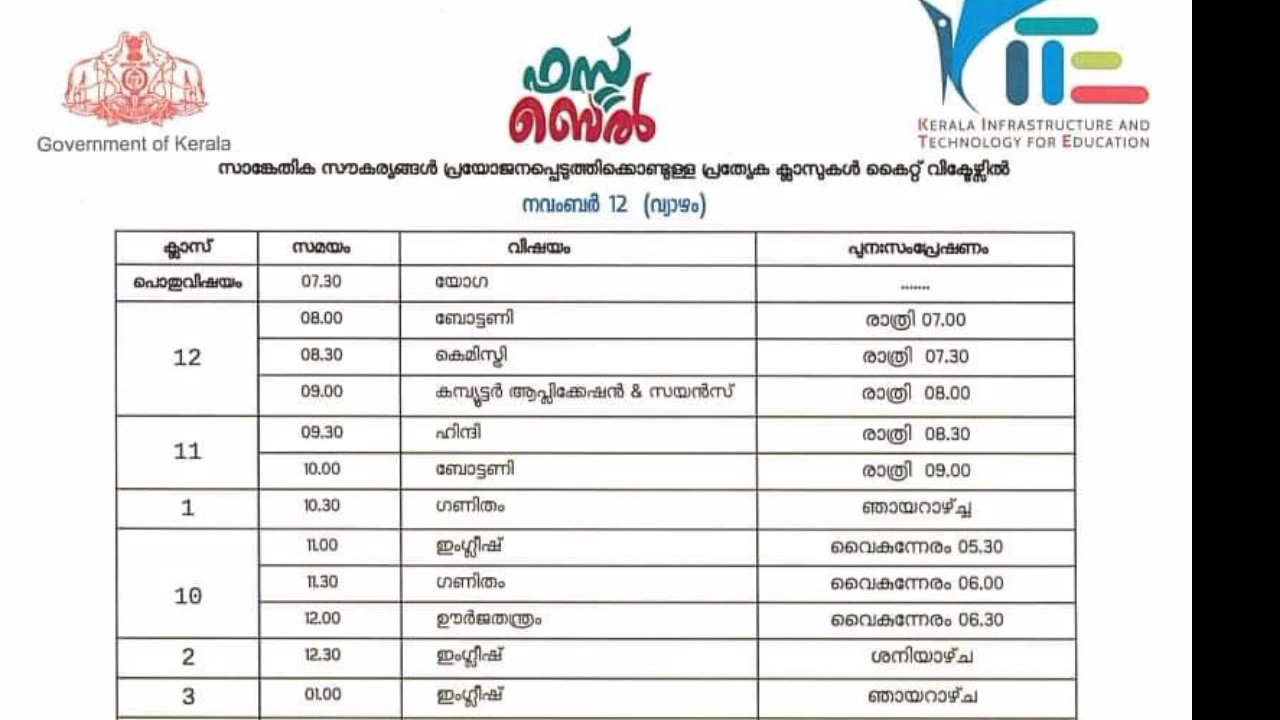 Government of Kerala
ഫസ്റ്റ്
ബെൽ
KITE
KERALA INFRASTRUCTURE AND
TECHNOLOGY FOR EDUCATION
സാങ്കേതിക സൗകര്യങ്ങൾ പ്രയോജനപ്പെടുത്തിക്കൊണ്ടുള്ള പ്രത്യേക ക്ലാസുകൾ കൈറ്റ് വിക്ടേഴ്സിൽ
നവംബർ 12 (വ്യാഴം)
ക്ലാസ് സമയം വിഷയം പുനഃസംപ്രേഷണം
പൊതുവിഷയം 07.30 യോഗ .......
12 08.00 ബോട്ടണി രാത്രി 07.00
08.30 കെമിസ്ട്രി രാത്രി 07.30
09.00 കമ്പ്യൂട്ടർ ആപ്ലിക്കേഷൻ & സയൻസ് രാത്രി 08.00
11 09.30 ഹിന്ദി രാത്രി 08.30
10.00 ബോട്ടണി രാത്രി 09.00
1 10.30 ഗണിതം ഞായറാഴ്ച്ച
10 11.00 ഇംഗ്ലീഷ് വൈകുന്നേരം 05.30
11.30 ഗണിതം വൈകുന്നേരം 06.00
12.00 ഊർജതന്ത്രം വൈകുന്നേരം 06.30
2 12.30 ഇംഗ്ലീഷ് ശനിയാഴ്ച
3 01.00 ഇംഗ്ലീഷ് ഞായറാഴ്ച